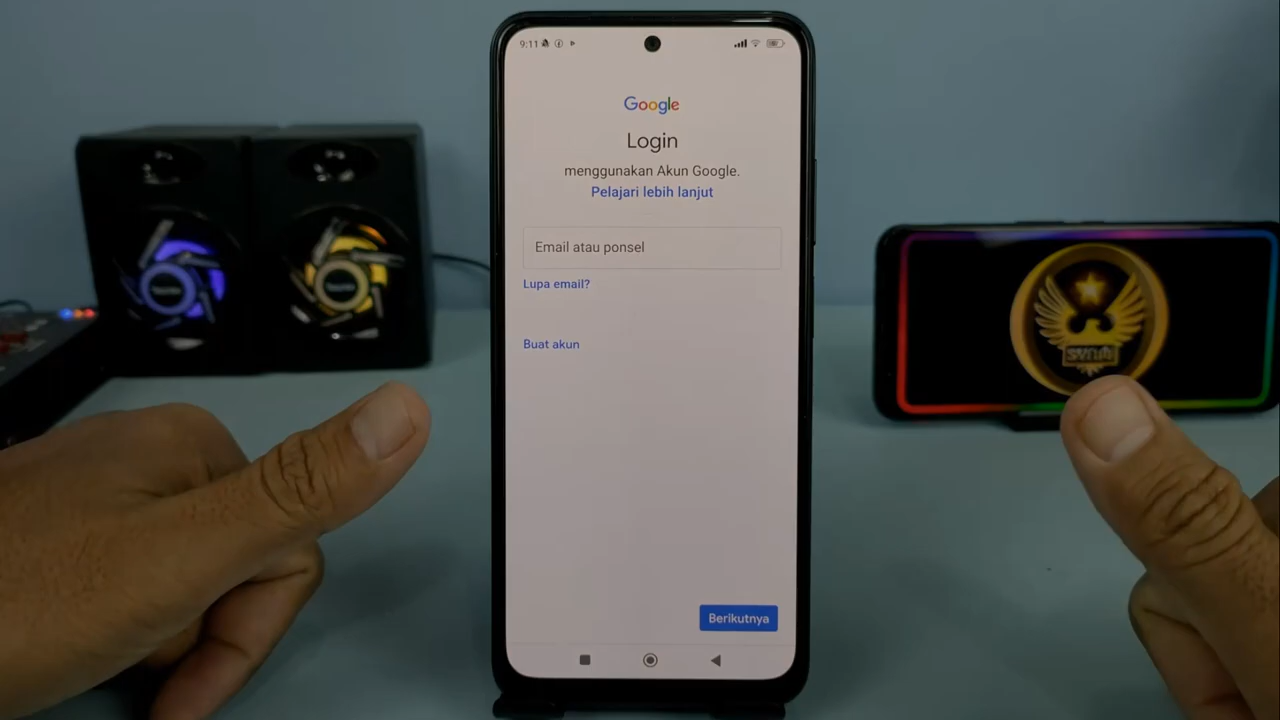 9:11
Google
Login
menggunakan Akun Google.
Pelajari lebih lanjut
Email atau ponsel
Lupa email?
Buat akun
Berikutnya